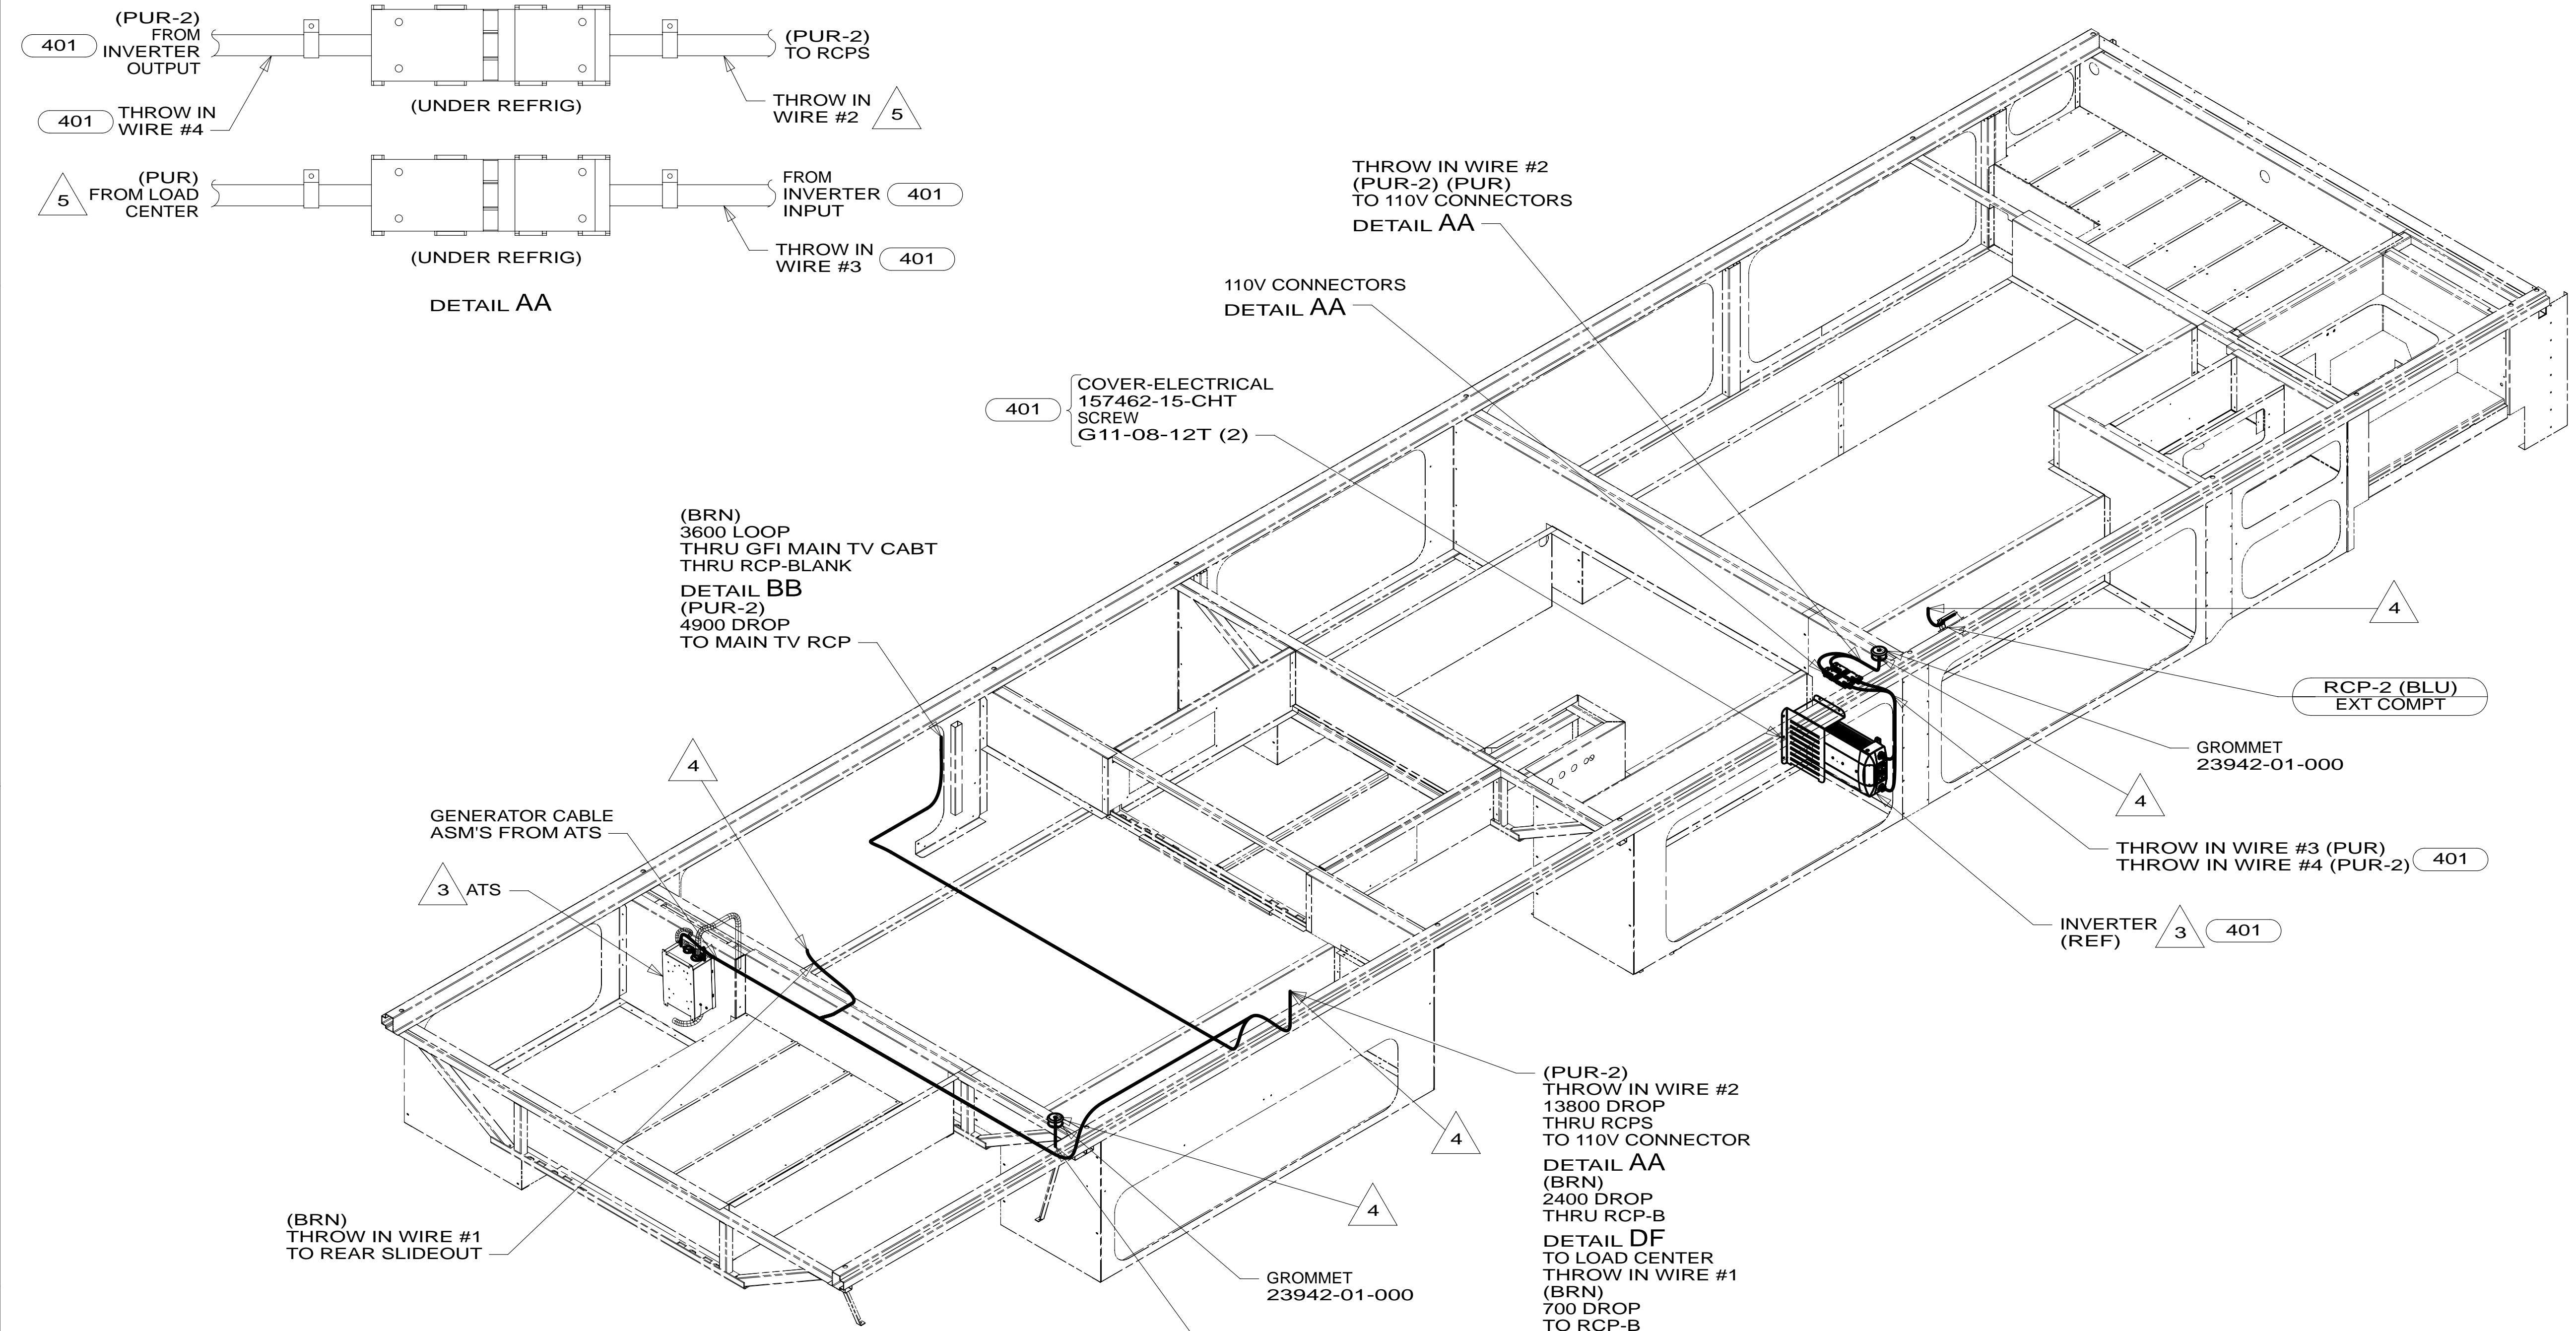 (PUR-2)
FROM
INVERTER
OUTPUT
401
401
THROW IN
WIRE #4
(UNDER REFRIG)
(PUR-2)
TO RCPS
THROW IN
WIRE #2
5
5
(PUR)
FROM LOAD
CENTER
(UNDER REFRIG)
FROM
INVERTER
INPUT
401
THROW IN
WIRE #3
401
DETAIL AA
THROW IN WIRE #2
(PUR-2) (PUR)
TO 110V CONNECTORS
DETAIL AA
110V CONNECTORS
DETAIL AA
401
COVER-ELECTRICAL
157462-15-CHT
SCREW
G11-08-12T (2)
(BRN)
3600 LOOP
THRU GFI MAIN TV CABT
THRU RCP-BLANK
DETAIL BB
(PUR-2)
4900 DROP
TO MAIN TV RCP
4
RCP-2 (BLU)
EXT COMPT
GROMMET
23942-01-000
4
4
GENERATOR CABLE
ASM'S FROM ATS
3
ATS
THROW IN WIRE #3 (PUR)
THROW IN WIRE #4 (PUR-2)
401
INVERTER
(REF)
3
401
(PUR-2)
THROW IN WIRE #2
13800 DROP
THRU RCPS
TO 110V CONNECTOR
DETAIL AA
(BRN)
2400 DROP
THRU RCP-B
DETAIL DF
TO LOAD CENTER
THROW IN WIRE #1
(BRN)
700 DROP
TO RCP-B
4
4
(BRN)
THROW IN WIRE #1
TO REAR SLIDEOUT
GROMMET
23942-01-000